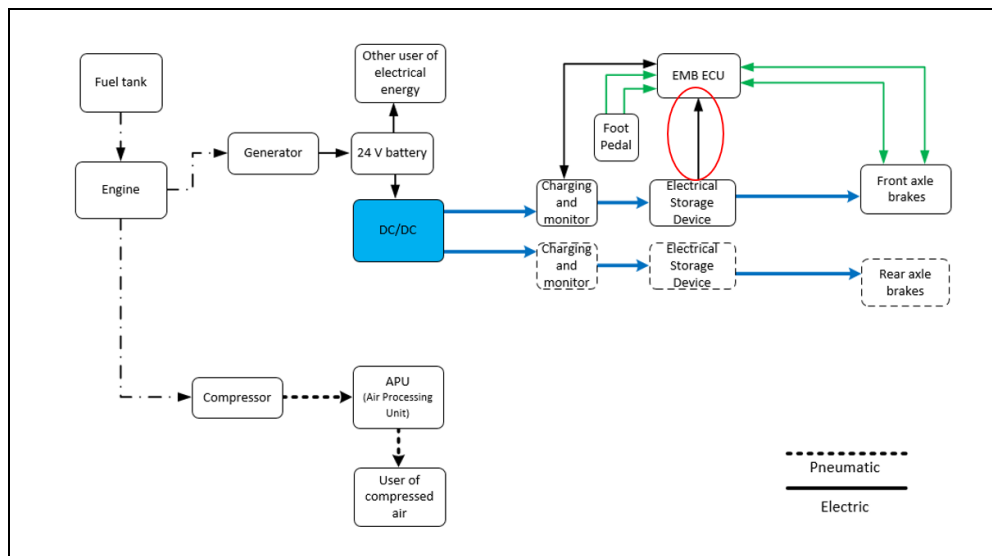 Fuel tank
Other user of
electrical
energy
EMB ECU
Foot
Pedal
Engine
Generator
24 V battery
DC/DC
Charging
and
monitor
Electrical
Storage
Device
Front axle
brakes
Charging
and
monitor
Electrical
Storage
Device
Rear axle
brakes
Compressor
APU
(Air Processing
Unit)
User of
compressed
air
Pneumatic
Electric